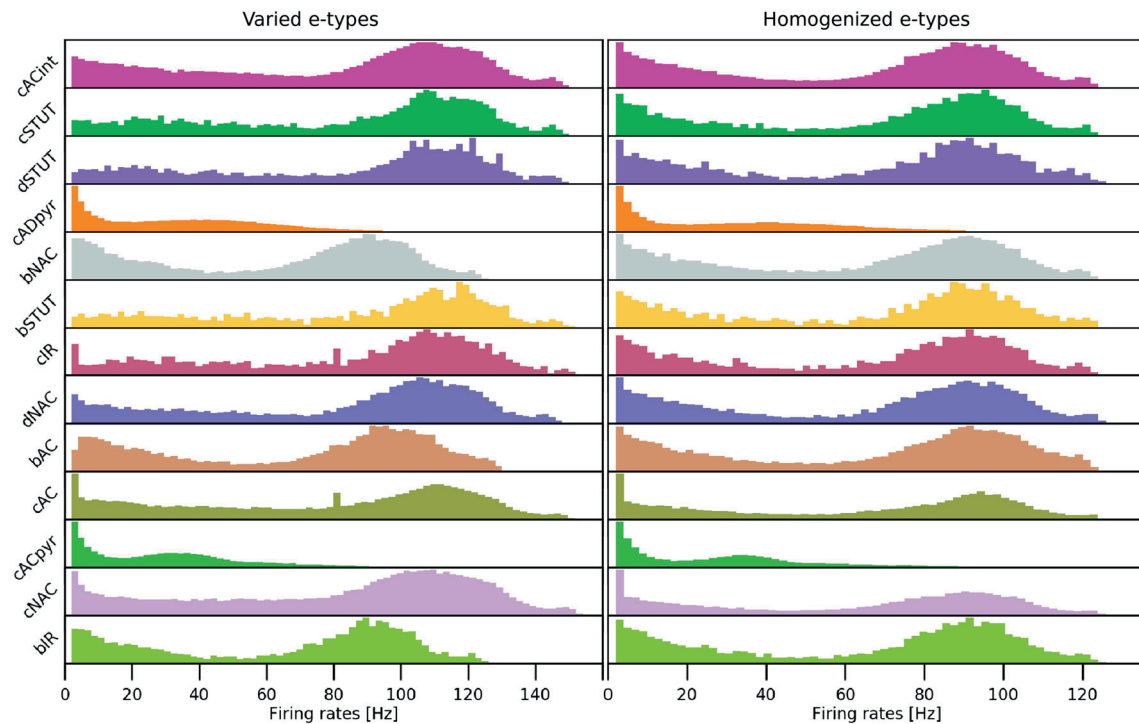 Varied e-types
Homogenized e-types
cACint
cSTUT
dSTUT
cADpyr
bNAC
bSTUT
cIR
dNAC
bAC
cAC
cACpyr
cNAC
bIR
0 20 40 60 80 100 120 140
0 20 40 60 80 100 120
Firing rates [Hz]
Firing rates [Hz]